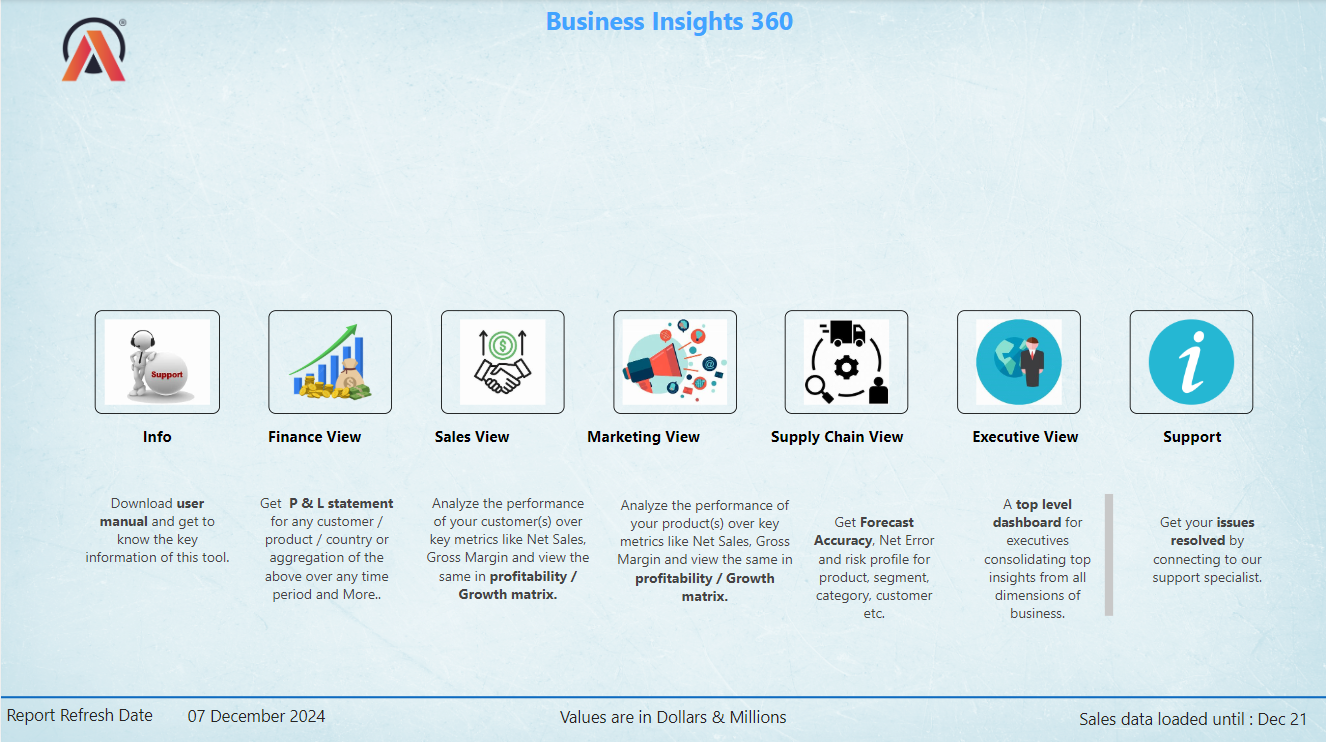 Business Insights 360
®
Support
Info
Finance View
Sales View
Marketing View
Supply Chain View
Executive View
Support
Download user
manual and get to
know the key
information of this tool.
Get P & L statement
for any customer /
product / country or
aggregation of the
above over any time
period and More..
Analyze the performance
of your customer(s) over
key metrics like Net Sales,
Gross Margin and view the
same in profitability /
Growth matrix.
Analyze the performance of
your product(s) over key
metrics like Net Sales, Gross
Margin and view the same in
profitability / Growth
matrix.
Get Forecast
Accuracy, Net Error
and risk profile for
product, segment,
category, customer
etc.
A top level
dashboard for
executives
consolidating top
insights from all
dimensions of
business.
Get your issues
resolved by
connecting to our
support specialist.
Report Refresh Date
07 December 2024
Values are in Dollars & Millions
Sales data loaded until : Dec 21